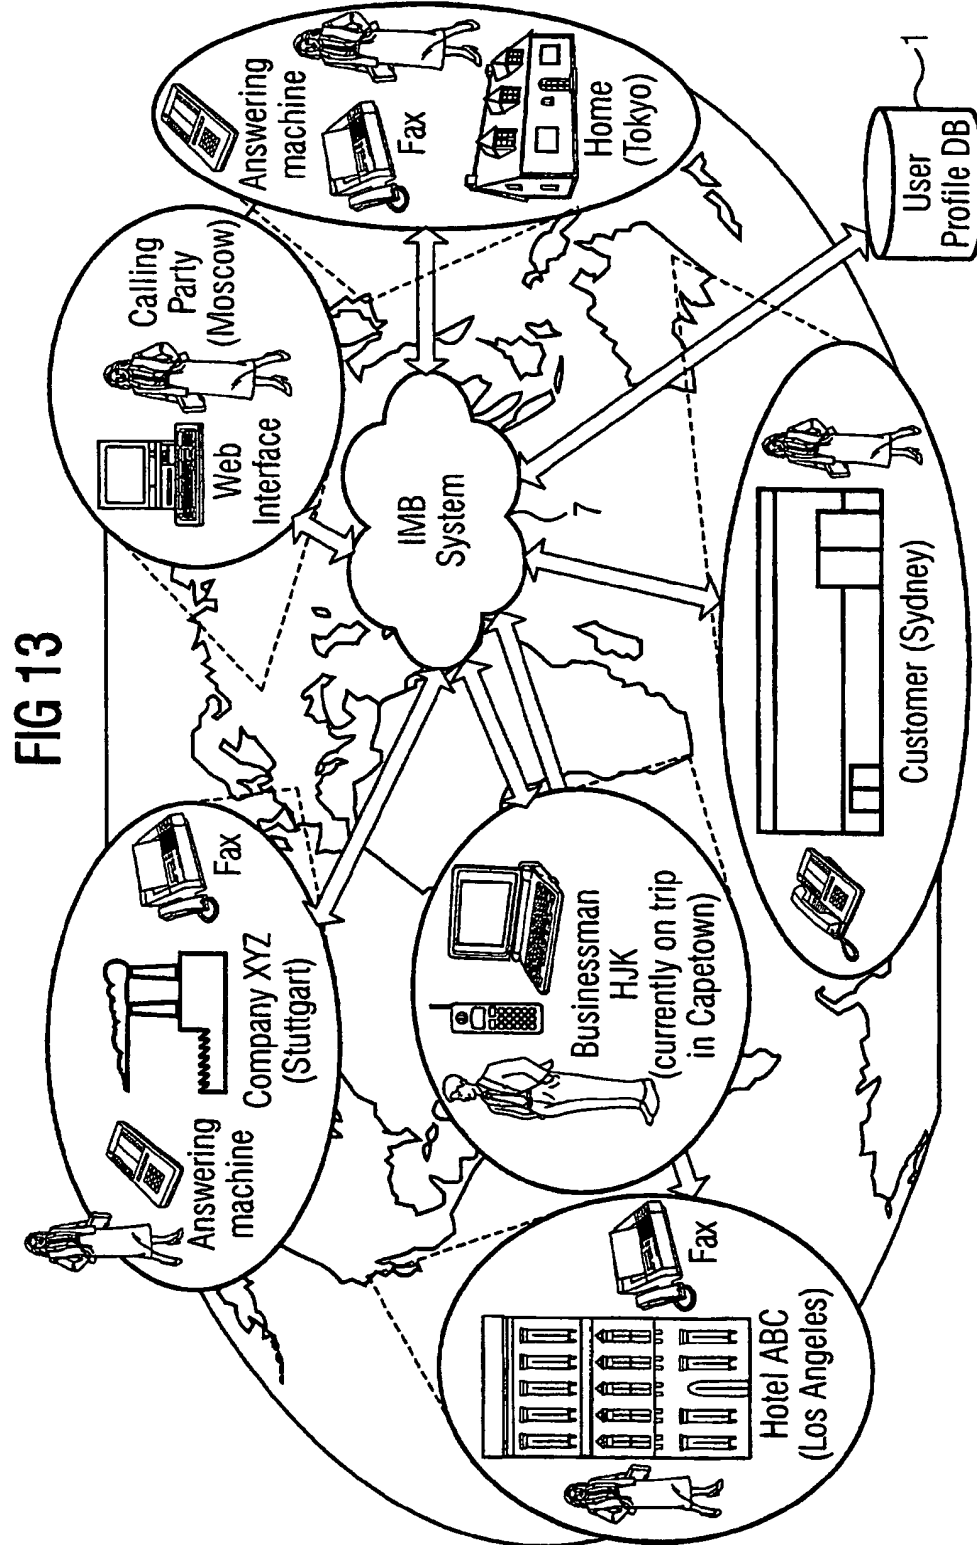 FIG 13
Answering
machine
Company XYZ
(Stuttgart)
Fax
Web
Interface
Calling
Party
(Moscow)
Answering
machine
Fax
Home
(Tokyo)
IMB
System
7
Businessman
HJK
(currently on trip
in Capetown)
Hotel ABC
(Los Angeles)
Fax
Customer (Sydney)
User
Profile DB
1